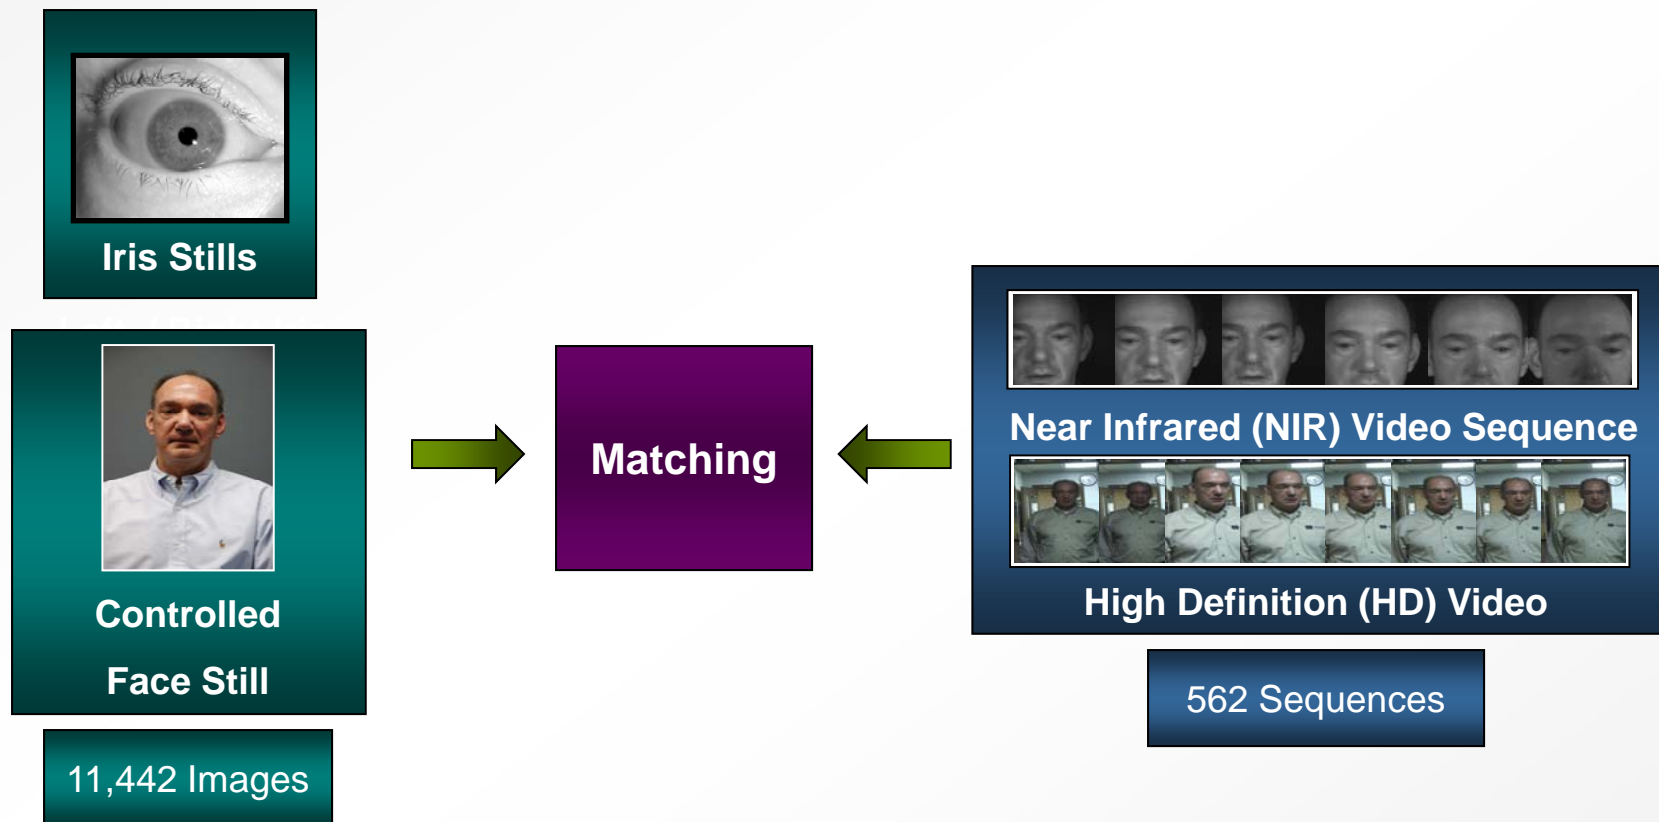 Iris Stills
Controlled
Face Still
11,442 Images
Matching
Near Infrared (NIR) Video Sequence
High Definition (HD) Video
562 Sequences